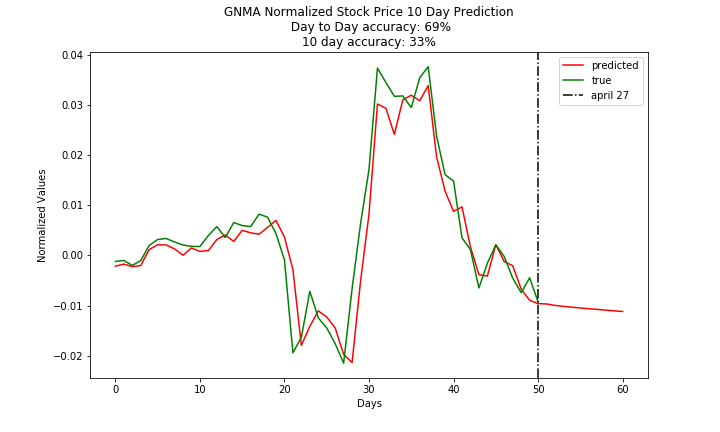 GNMA Normalized Stock Price 10 Day Prediction
Day to Day accuracy: 69%
10 day accuracy: 33%
predicted
true
april 27
Normalized Values
0.04
0.03
0.02
0.01
0.00
−0.01
−0.02
0 10 20 30 40 50 60
Days